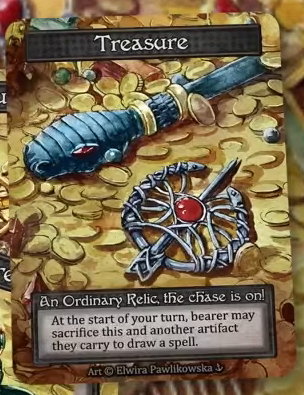 Treasure
An Ordinary Relic, the chase is on!
At the start of your turn, bearer may
sacrifice this and another artifact
they carry to draw a spell.
Art © Elwira Pawlikowska